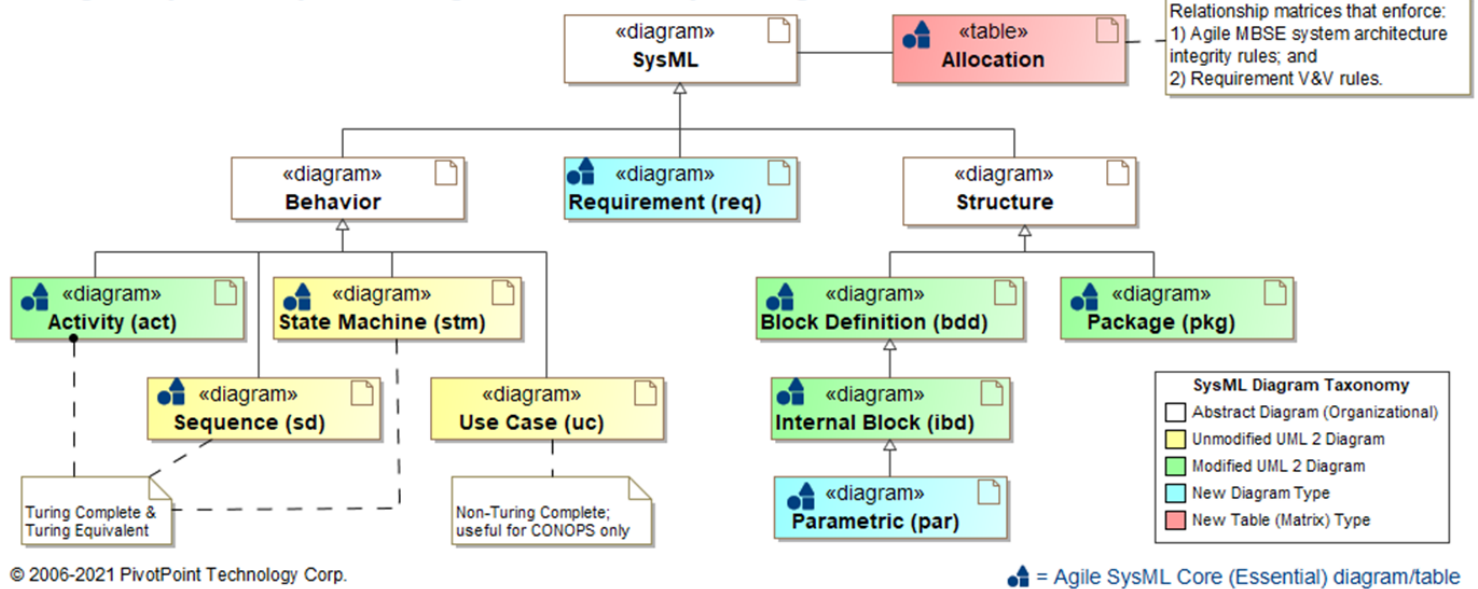 «diagram»
SysML
«table»
Allocation
Relationship matrices that enforce:
1) Agile MBSE system architecture
integrity rules; and
2) Requirement V&V rules.
«diagram»
Behavior
«diagram»
Requirement (req)
«diagram»
Structure
«diagram»
Activity (act)
«diagram»
State Machine (stm)
«diagram»
Block Definition (bdd)
«diagram»
Package (pkg)
«diagram»
Sequence (sd)
«diagram»
Use Case (uc)
«diagram»
Internal Block (ibd)
«diagram»
Parametric (par)
Turing Complete &
Turing Equivalent
Non-Turing Complete;
useful for CONOPS only
SysML Diagram Taxonomy
Abstract Diagram (Organizational)
Unmodified UML 2 Diagram
Modified UML 2 Diagram
New Diagram Type
New Table (Matrix) Type
© 2006-2021 PivotPoint Technology Corp.
= Agile SysML Core (Essential) diagram/table